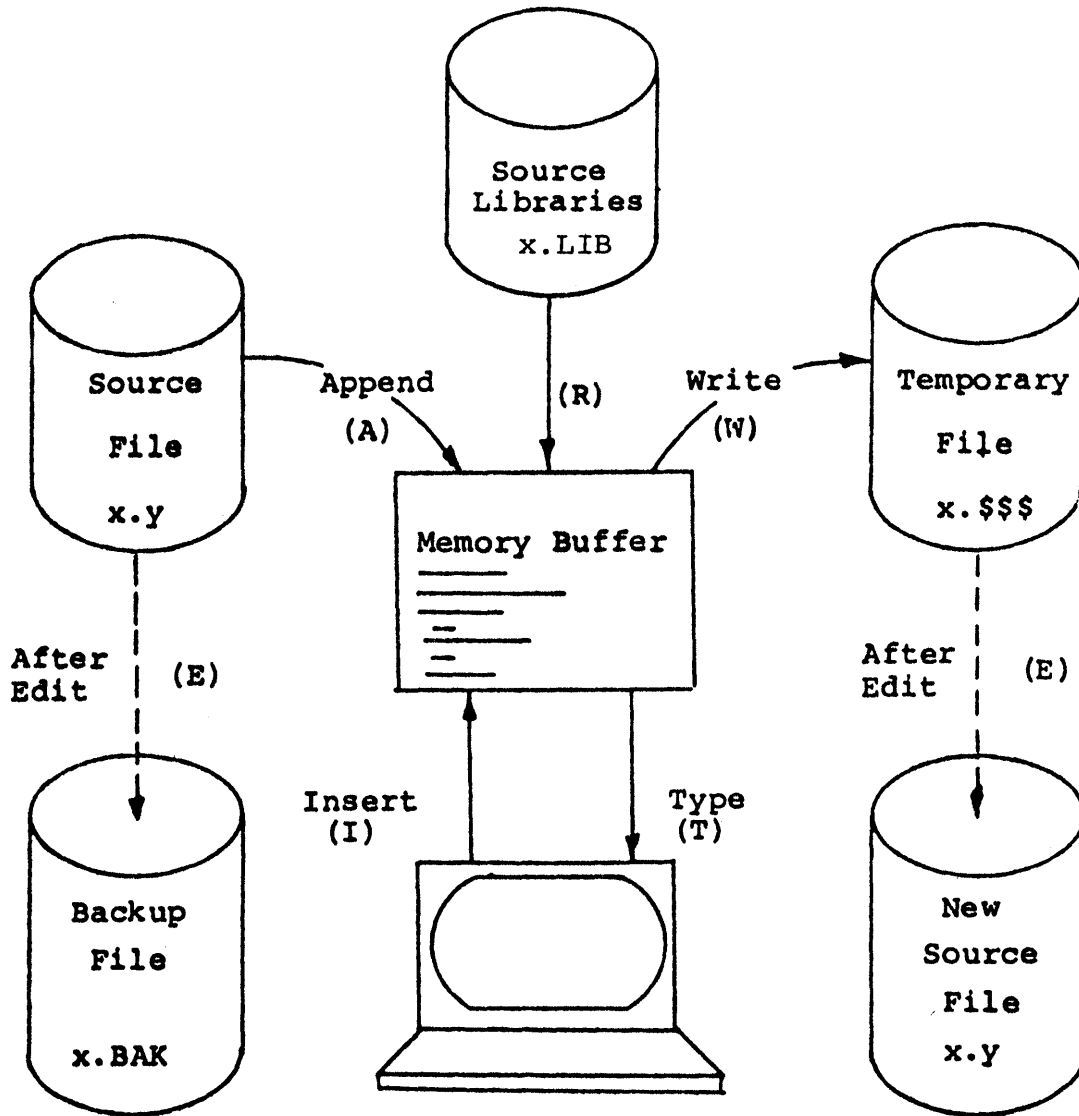 Source
Libraries
x.LIB
Source
File
x.y
Append
(A)
(R)
Write
(W)
Temporary
File
x.$$$
Memory Buffer
After
Edit
(E)
After
Edit
(E)
Insert
(I)
Type
(T)
Backup
File
x.BAK
New
Source
File
x.y